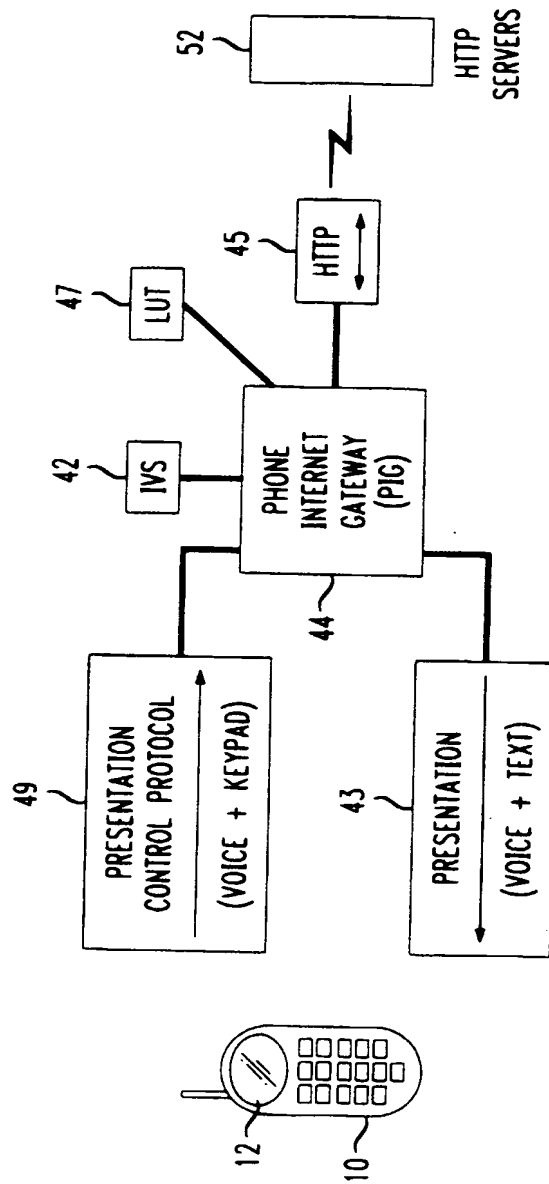 12
10
49
PRESENTATION
CONTROL PROTOCOL
(VOICE + KEYPAD)
43
PRESENTATION
(VOICE + TEXT)
42
IVS
47
LUT
PHONE
INTERNET
GATEWAY
(PIG)
44
45
HTTP
52
HTTP
SERVERS